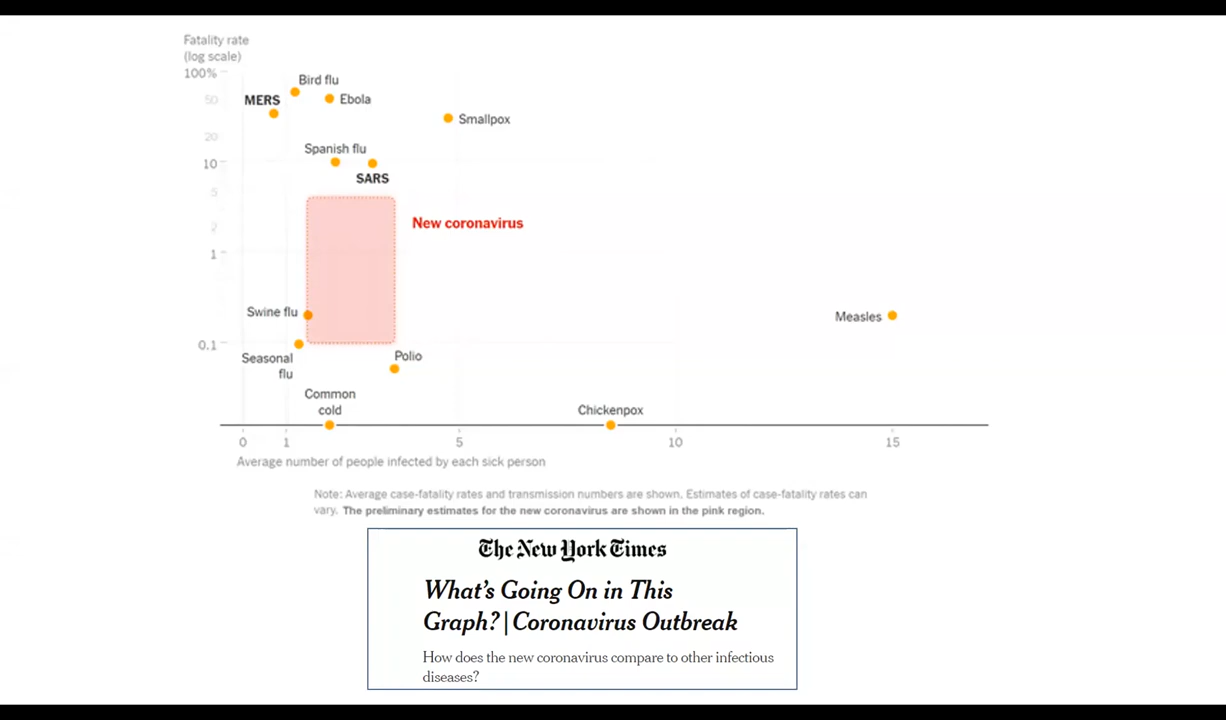 Fatality rate
(log scale)
100%
Bird flu
MERS
50
Ebola
Smallpox
20
Spanish flu
10
SARS
5
New coronavirus
2
1
Swine flu
Measles
0.1
Seasonal
flu
Polio
Common
cold
Chickenpox
0 1 5 10 15
Average number of people infected by each sick person
Note: Average case-fatality rates and transmission numbers are shown. Estimates of case-fatality rates can
vary. The preliminary estimates for the new coronavirus are shown in the pink region.
The New York Times
What's Going On in This
Graph? | Coronavirus Outbreak
How does the new coronavirus compare to other infectious
diseases?